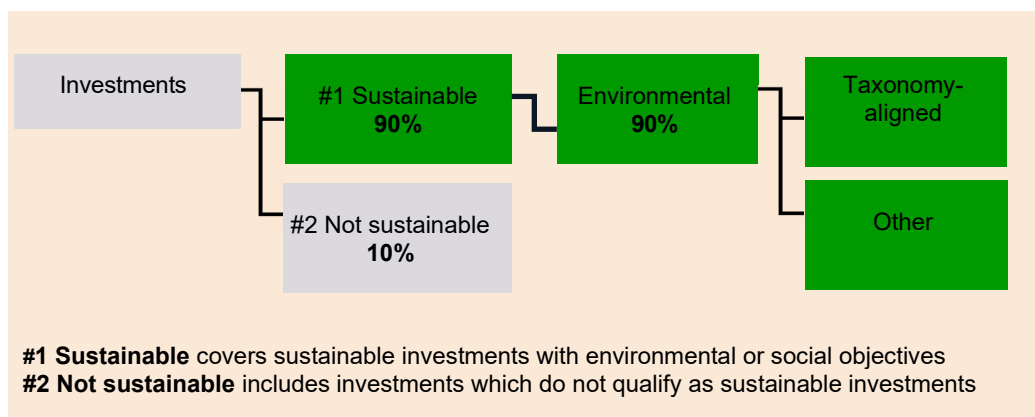 Investments
#1 Sustainable
90%
Environmental
90%
Taxonomy-
aligned
#2 Not sustainable
10%
Other
#1 Sustainable covers sustainable investments with environmental or social objectives
#2 Not sustainable includes investments which do not qualify as sustainable investments